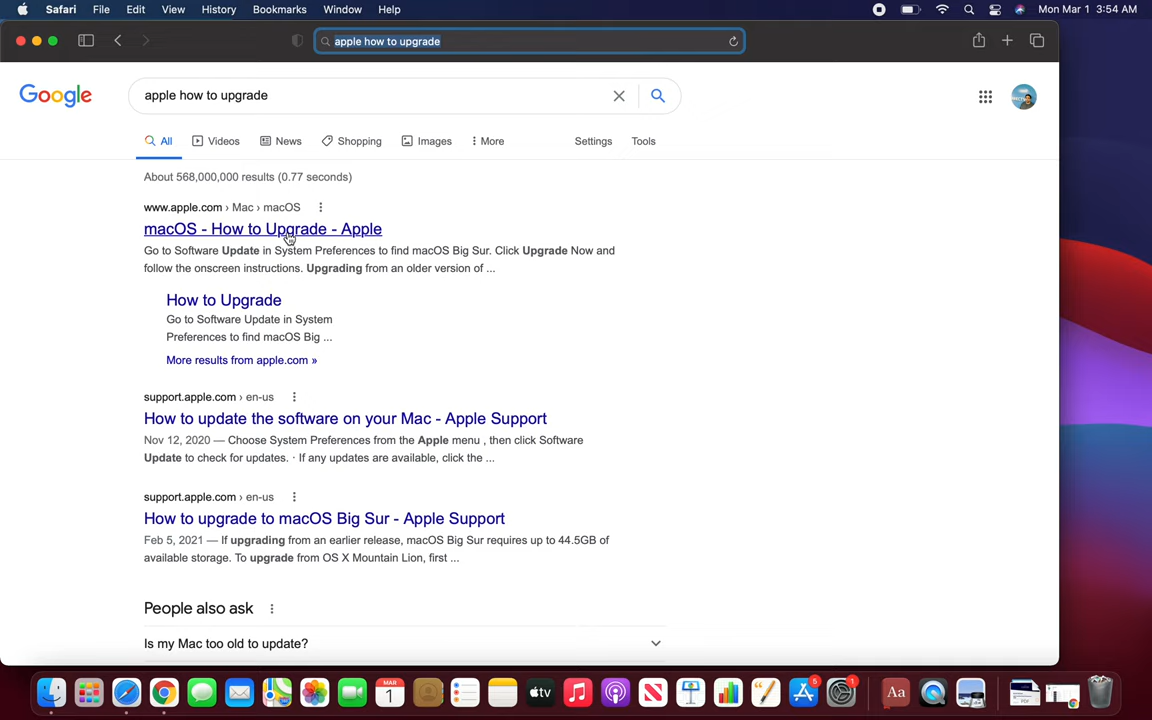 Safari File Edit View History Bookmarks Window Help Mon Mar 1 3:54 AM
apple how to upgrade
Google apple how to upgrade
All Videos News Shopping Images More Settings Tools
About 568,000,000 results (0.77 seconds)
www.apple.com › Mac › macOS
macOS - How to Upgrade - Apple
Go to Software Update in System Preferences to find macOS Big Sur. Click Upgrade Now and
follow the onscreen instructions. Upgrading from an older version of ...
How to Upgrade
Go to Software Update in System
Preferences to find macOS Big ...
More results from apple.com »
support.apple.com › en-us
How to update the software on your Mac - Apple Support
Nov 12, 2020 — Choose System Preferences from the Apple menu , then click Software
Update to check for updates. · If any updates are available, click the ...
support.apple.com › en-us
How to upgrade to macOS Big Sur - Apple Support
Feb 5, 2021 — If upgrading from an earlier release, macOS Big Sur requires up to 44.5GB of
available storage. To upgrade from OS X Mountain Lion, first ...
People also ask
Is my Mac too old to update?
MAR
1
tv
5
1
Aa
PDF